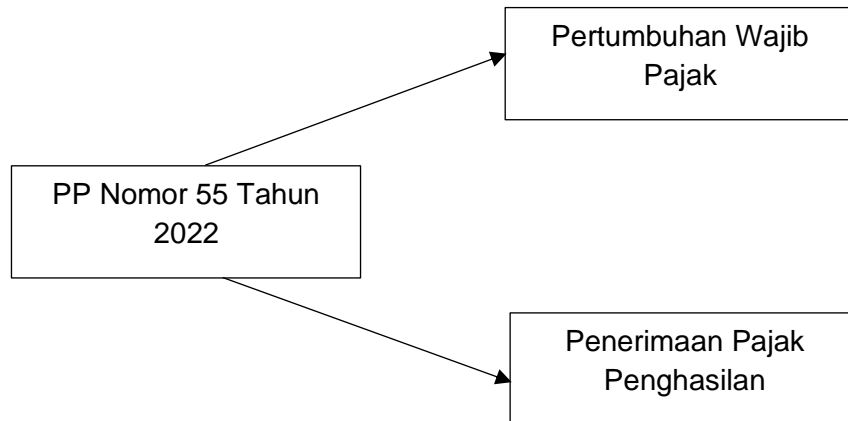 Pertumbuhan Wajib
Pajak
PP Nomor 55 Tahun
2022
Penerimaan Pajak
Penghasilan